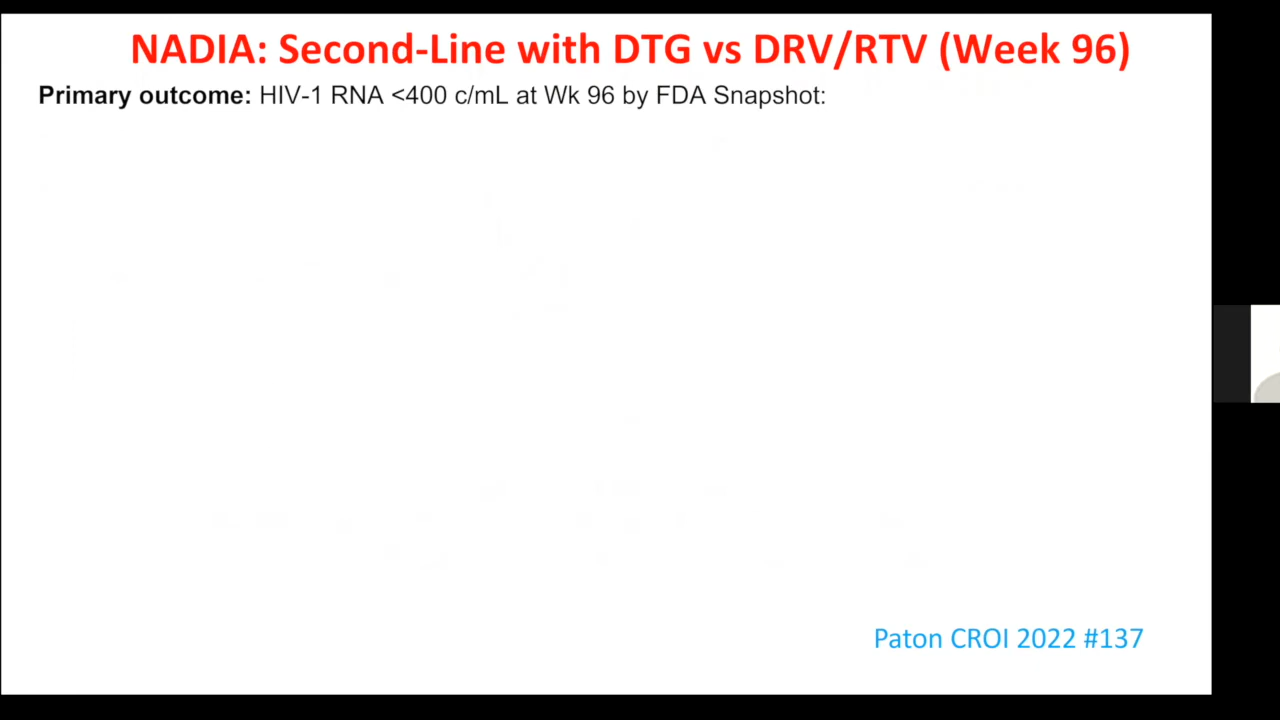 NADIA: Second-Line with DTG vs DRV/RTV (Week 96)
Primary outcome: HIV-1 RNA <400 c/mL at Wk 96 by FDA Snapshot:
Paton CROI 2022 #137